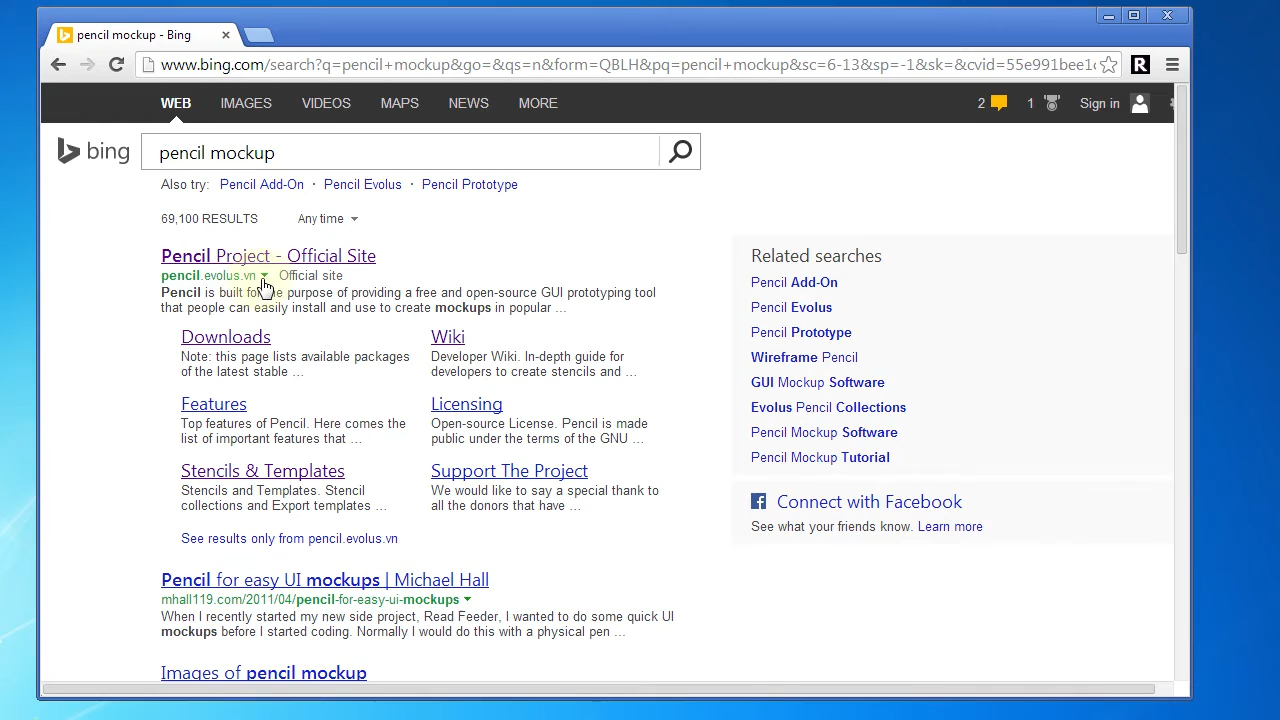 pencil mockup - Bing
www.bing.com/search?q=pencil+mockup&go=&qs=n&form=QBLH&pq=pencil+mockup&sc=6-13&sp=-1&sk=&cvid=55e991bee1
R
WEB IMAGES VIDEOS MAPS NEWS MORE 2 1 Sign in
bing pencil mockup
Also try: Pencil Add-On · Pencil Evolus · Pencil Prototype
69,100 RESULTS Any time
Pencil Project - Official Site
pencil.evolus.vn Official site
Pencil is built for the purpose of providing a free and open-source GUI prototyping tool
that people can easily install and use to create mockups in popular ...
Downloads
Note: this page lists available packages
of the latest stable ...
Wiki
Developer Wiki. In-depth guide for
developers to create stencils and ...
Features
Top features of Pencil. Here comes the
list of important features that ...
Licensing
Open-source License. Pencil is made
public under the terms of the GNU ...
Stencils & Templates
Stencils and Templates. Stencil
collections and Export templates ...
Support The Project
We would like to say a special thank to
all the donors that have ...
See results only from pencil.evolus.vn
Pencil for easy UI mockups | Michael Hall
mhall119.com/2011/04/pencil-for-easy-ui-mockups
When I recently started my new side project, Read Feeder, I wanted to do some quick UI
mockups before I started coding. Normally I would do this with a physical pen ...
Images of pencil mockup
Related searches
Pencil Add-On
Pencil Evolus
Pencil Prototype
Wireframe Pencil
GUI Mockup Software
Evolus Pencil Collections
Pencil Mockup Software
Pencil Mockup Tutorial
Connect with Facebook
See what your friends know. Learn more